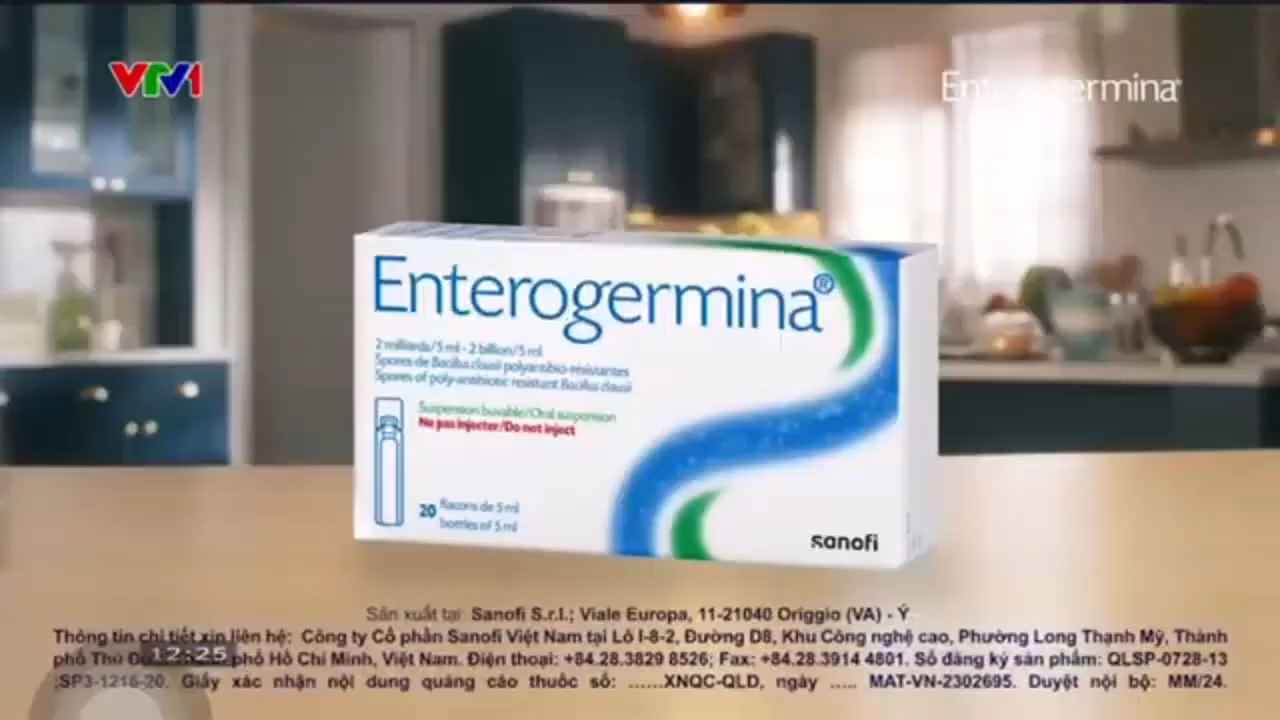 VTV1
Enterogermina
Enterogermina®
2 milliards/5 ml - 2 billion/5 ml
Spores de Bacillus clausii polyantibio-résistantes
Spores of poly-antibiotic resistant Bacillus clausii
Suspension buvable/Oral suspension
Ne pas injecter/Do not inject
20 flacons de 5 ml
bottles of 5 ml
sanofi
Sản xuất tại: Sanofi S.r.l.; Viale Europa, 11-21040 Origgio (VA) - Ý
Thông tin chi tiết xin liên hệ: Công ty Cổ phần Sanofi Việt Nam tại Lô I-8-2, Đường D8, Khu Công nghệ cao, Phường Long Thạnh Mỹ, Thành
phố Thủ phố Hồ Chí Minh, Việt Nam. Điện thoại: +84.28.3829 8526; Fax: +84.28.3914 4801. Số đăng ký sản phẩm: QLSP-0728-13
12:25
;SP3-1216-20. Giấy xác nhận nội dung quảng cáo thuốc số: ......XNQC-QLD, ngày ..... MAT-VN-2302695. Duyệt nội bộ: MM/24.